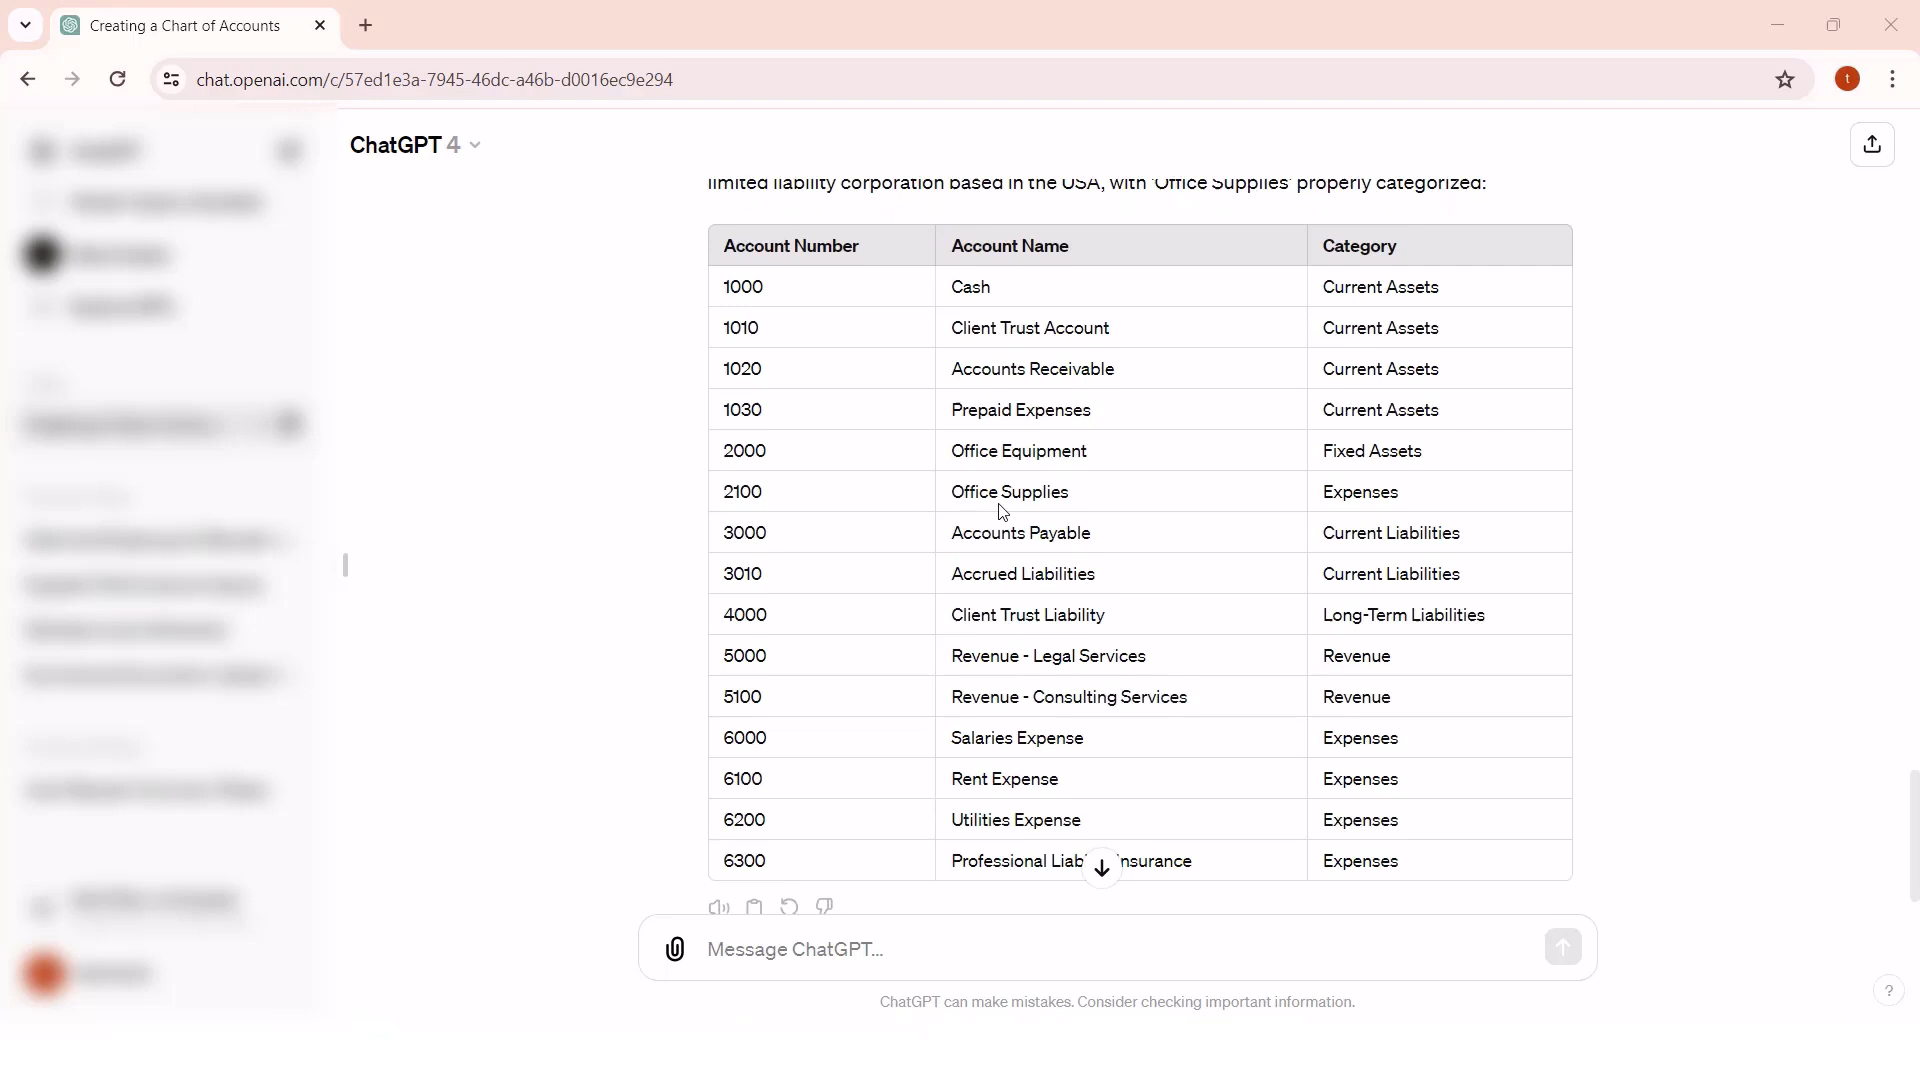 Creating a Chart of Accounts
chat.openai.com/c/57ed1e3a-7945-46dc-a46b-d0016ec9e294
t
ChatGPT 4
limited liability corporation based in the USA, with 'Office Supplies' properly categorized:
Account Number Account Name Category
1000 Cash Current Assets
1010 Client Trust Account Current Assets
1020 Accounts Receivable Current Assets
1030 Prepaid Expenses Current Assets
2000 Office Equipment Fixed Assets
2100 Office Supplies Expenses
3000 Accounts Payable Current Liabilities
3010 Accrued Liabilities Current Liabilities
4000 Client Trust Liability Long-Term Liabilities
5000 Revenue - Legal Services Revenue
5100 Revenue - Consulting Services Revenue
6000 Salaries Expense Expenses
6100 Rent Expense Expenses
6200 Utilities Expense Expenses
6300 Professional Liability Insurance Expenses
Message ChatGPT...
ChatGPT can make mistakes. Consider checking important information.
?